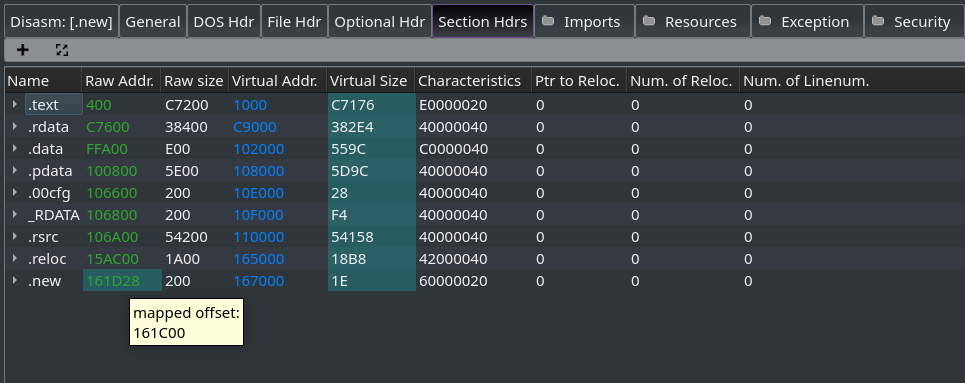 Disasm: [.new] General DOS Hdr File Hdr Optional Hdr Section Hdrs Imports Resources Exception Security
Name Raw Addr. Raw size Virtual Addr. Virtual Size Characteristics Ptr to Reloc. Num. of Reloc. Num. of Linenum.
.text 400 C7200 1000 C7176 E0000020 0 0 0
.rdata C7600 38400 C9000 382E4 40000040 0 0 0
.data FFA00 E00 102000 559C C0000040 0 0 0
.pdata 100800 5E00 108000 5D9C 40000040 0 0 0
.00cfg 106600 200 10E000 28 40000040 0 0 0
_RDATA 106800 200 10F000 F4 40000040 0 0 0
.rsrc 106A00 54200 110000 54158 40000040 0 0 0
.reloc 15AC00 1A00 165000 18B8 42000040 0 0 0
.new 161D28 200 167000 1E 60000020 0 0 0
mapped offset:
161C00